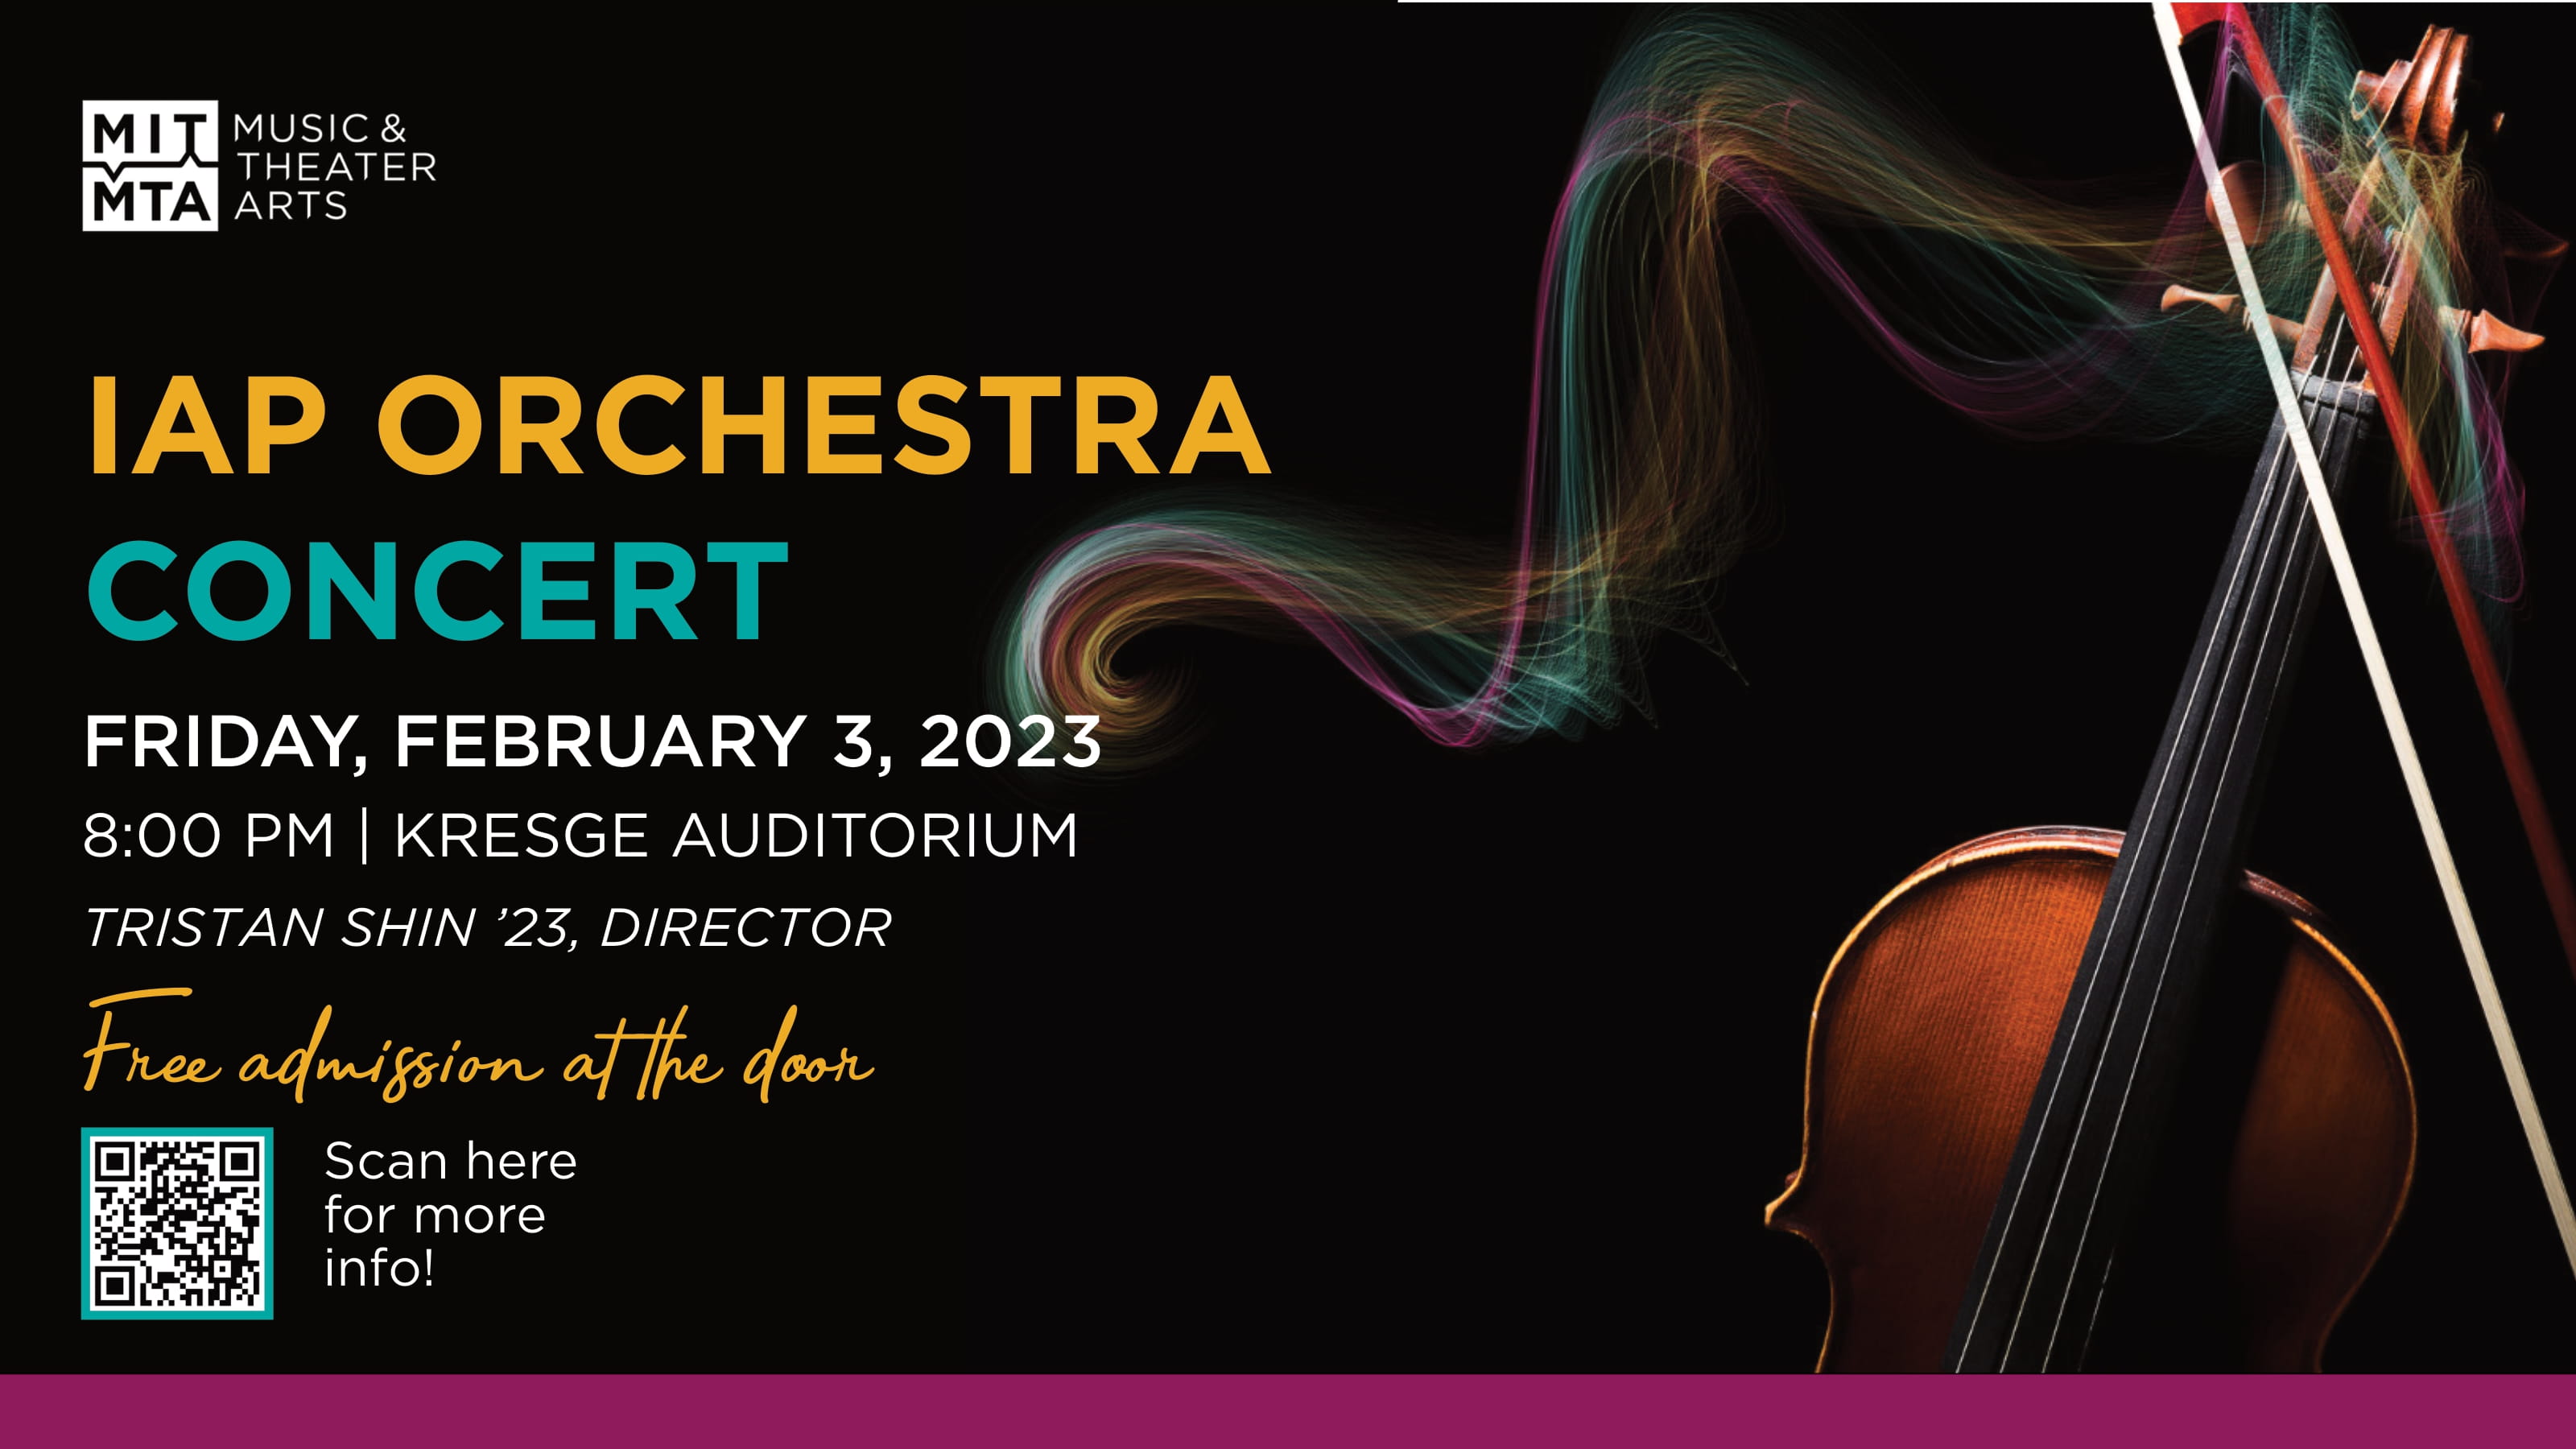 MIT
MTA
MUSIC &
THEATER
ARTS
IAP ORCHESTRA
CONCERT
FRIDAY, FEBRUARY 3, 2023
8:00 PM | KRESGE AUDITORIUM
TRISTAN SHIN ’23, DIRECTOR
Free admission at the door
Scan here
for more
info!